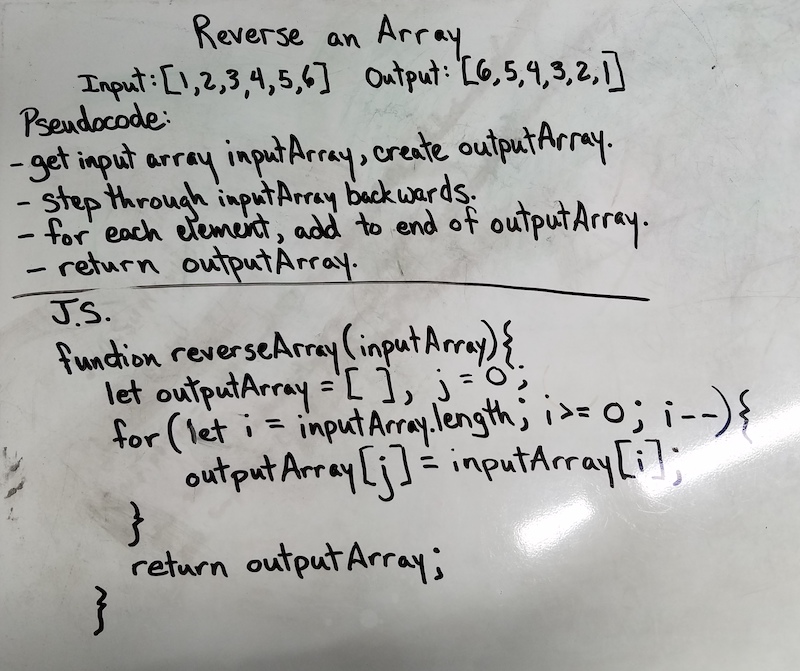 Reverse an Array
Input: [1,2,3,4,5,6] Output: [6,5,4,3,2,1]
Pseudocode:
- get input array inputArray, create outputArray.
- step through inputArray backwards.
- for each element, add to end of outputArray.
- return outputArray.
J.S.
function reverseArray(inputArray){
let outputArray = [ ], j = 0;
for(let i = inputArray.length; i >= 0; i--){
outputArray[j] = inputArray[i];
}
return outputArray;
}